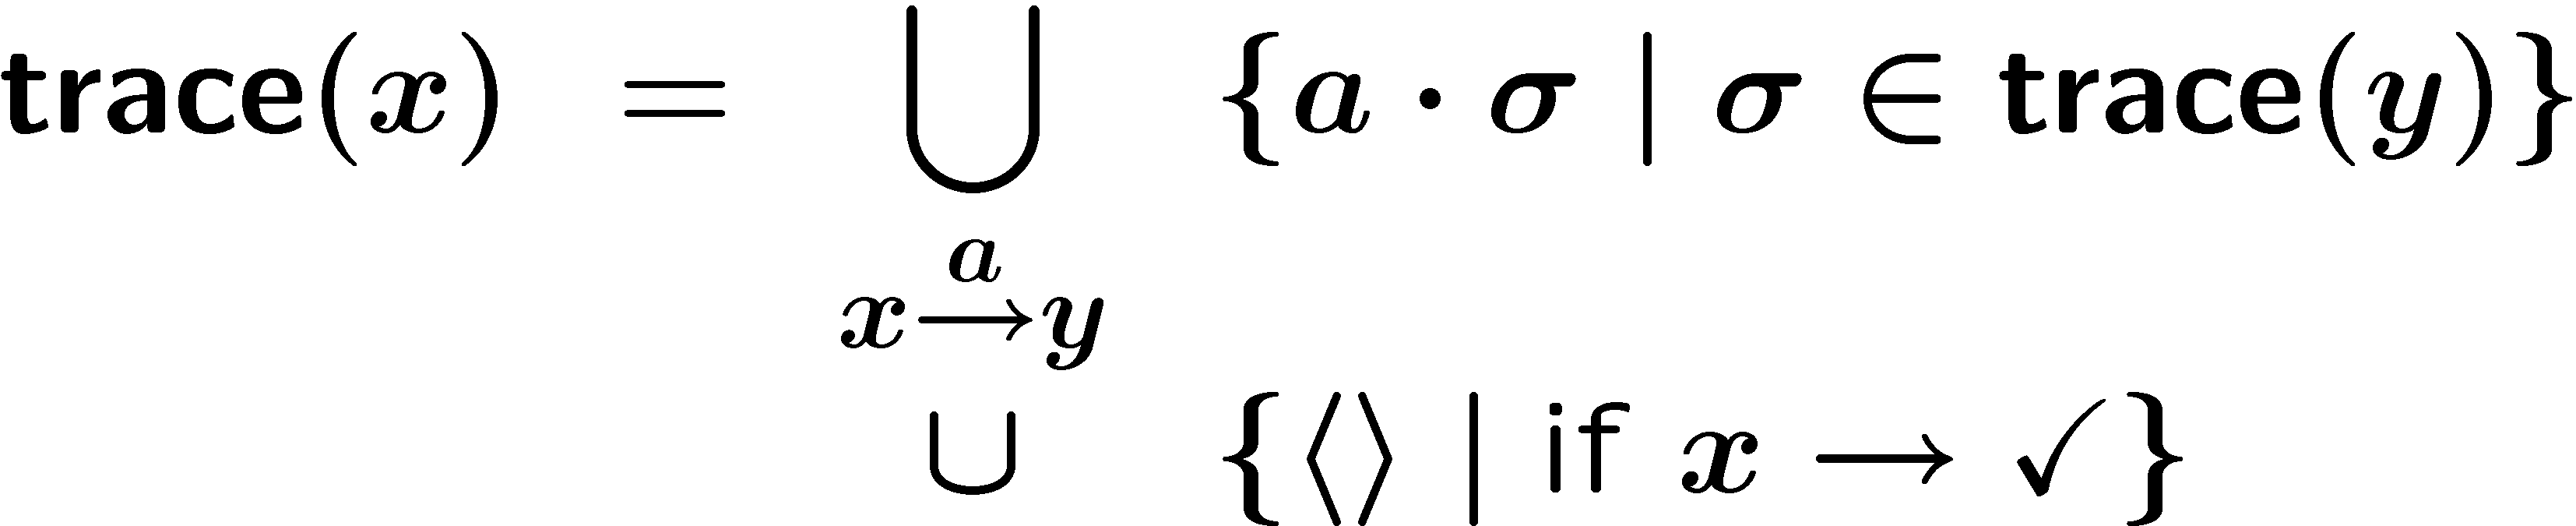 trace(x) = ⋃ {a · σ | σ ∈ trace(y)}
a
x → y
∪ {⟨⟩ | if x → ✓}